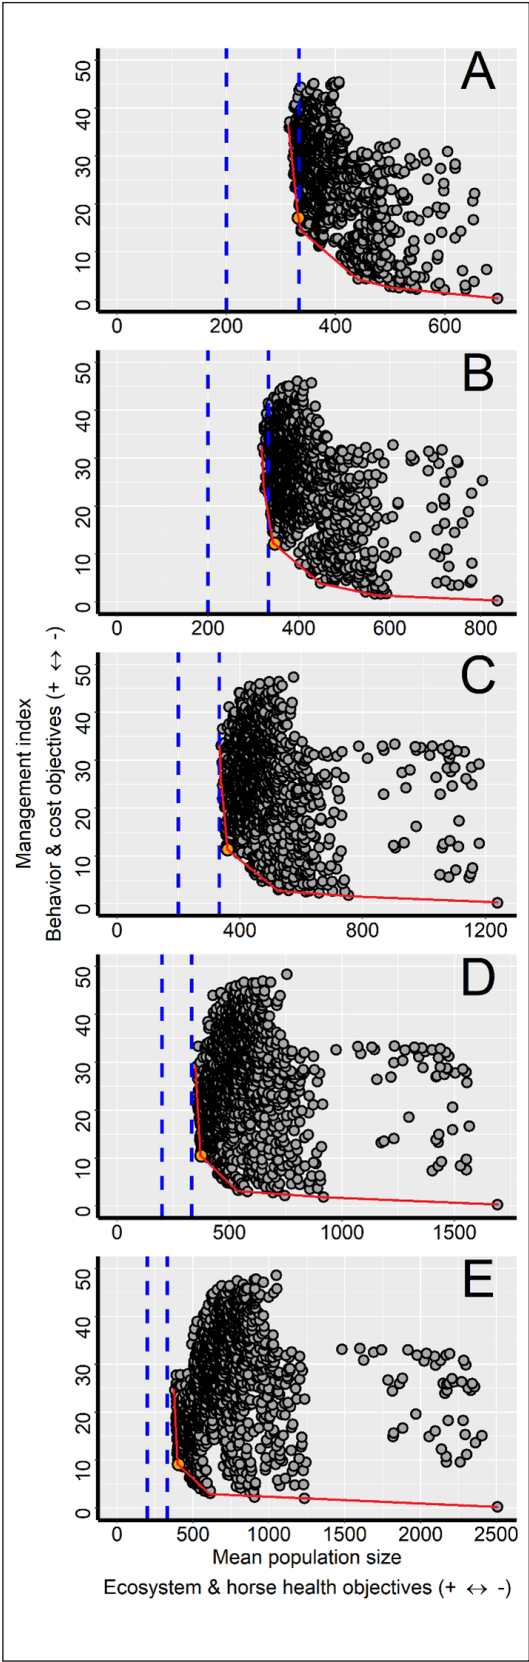 A
50
40
30
20
10
0
0 200 400 600
B
50
40
30
20
10
0
0 200 400 600 800
Management index
Behavior & cost objectives (+ ↔ -)
C
50
40
30
20
10
0
0 400 800 1200
D
50
40
30
20
10
0
0 500 1000 1500
E
50
40
30
20
10
0
0 500 1000 1500 2000 2500
Mean population size
Ecosystem & horse health objectives (+ ↔ -)